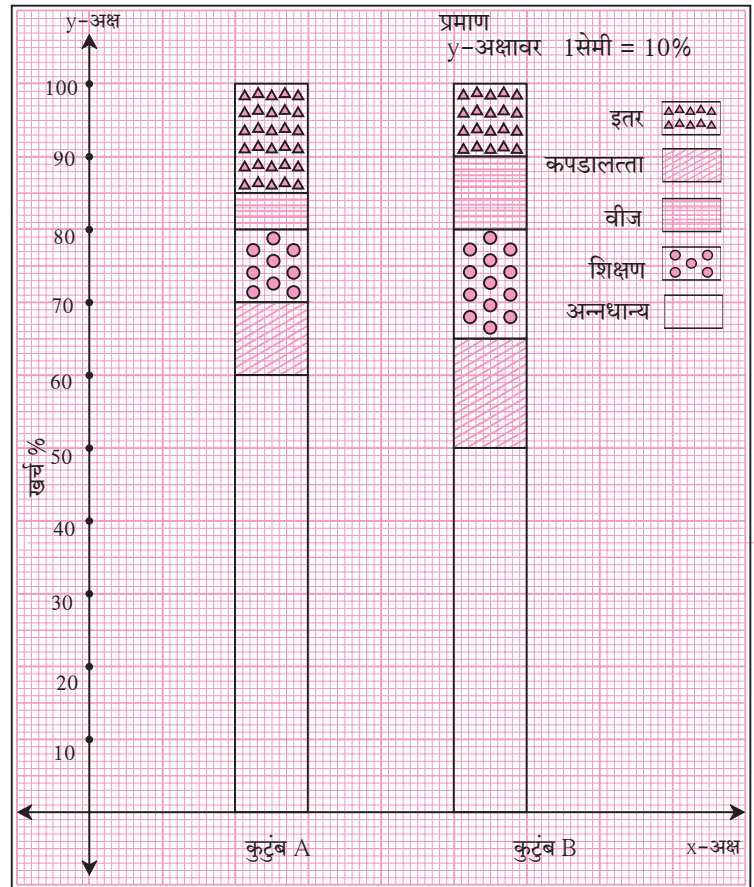 y-अक्ष
प्रमाण
y-अक्षावर 1सेमी = 10%
100
90
80
70
60
50
40
30
20
10
खर्च %
इतर
कपडालत्ता
वीज
शिक्षण
अन्नधान्य
कुटुंब A
कुटुंब B
x-अक्ष